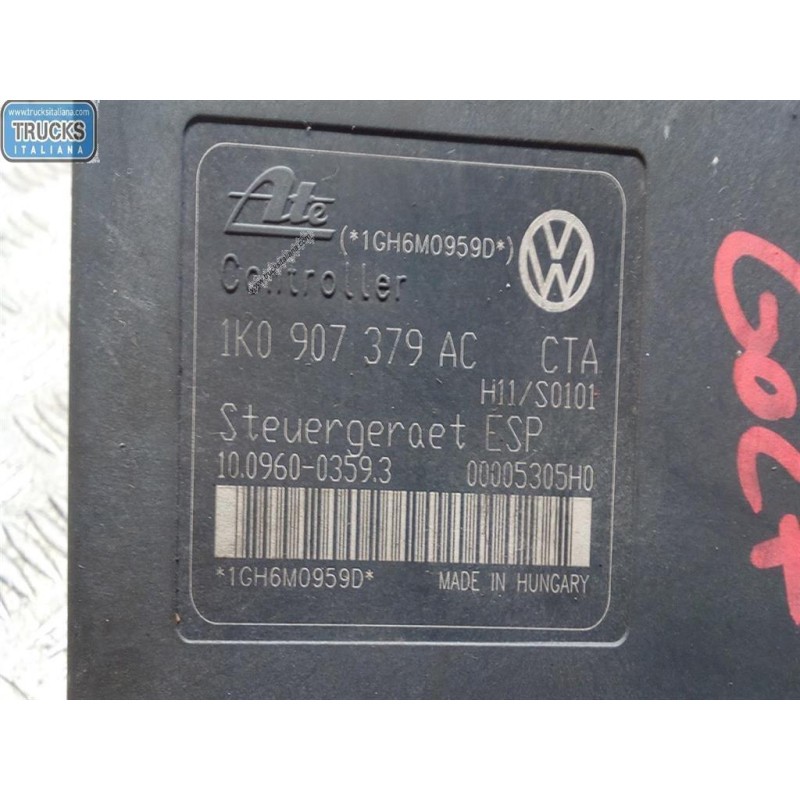 www.trucksitaliana.com
TRUCKS
ITALIANA
Ate
(*1GH6M0959D*)
VW
Controller
1K0 907 379 AC CTA
H11/S0101
Steuergeraet ESP
10.0960-0359.3 00005305H0
*1GH6M0959D* MADE IN HUNGARY
GOLF